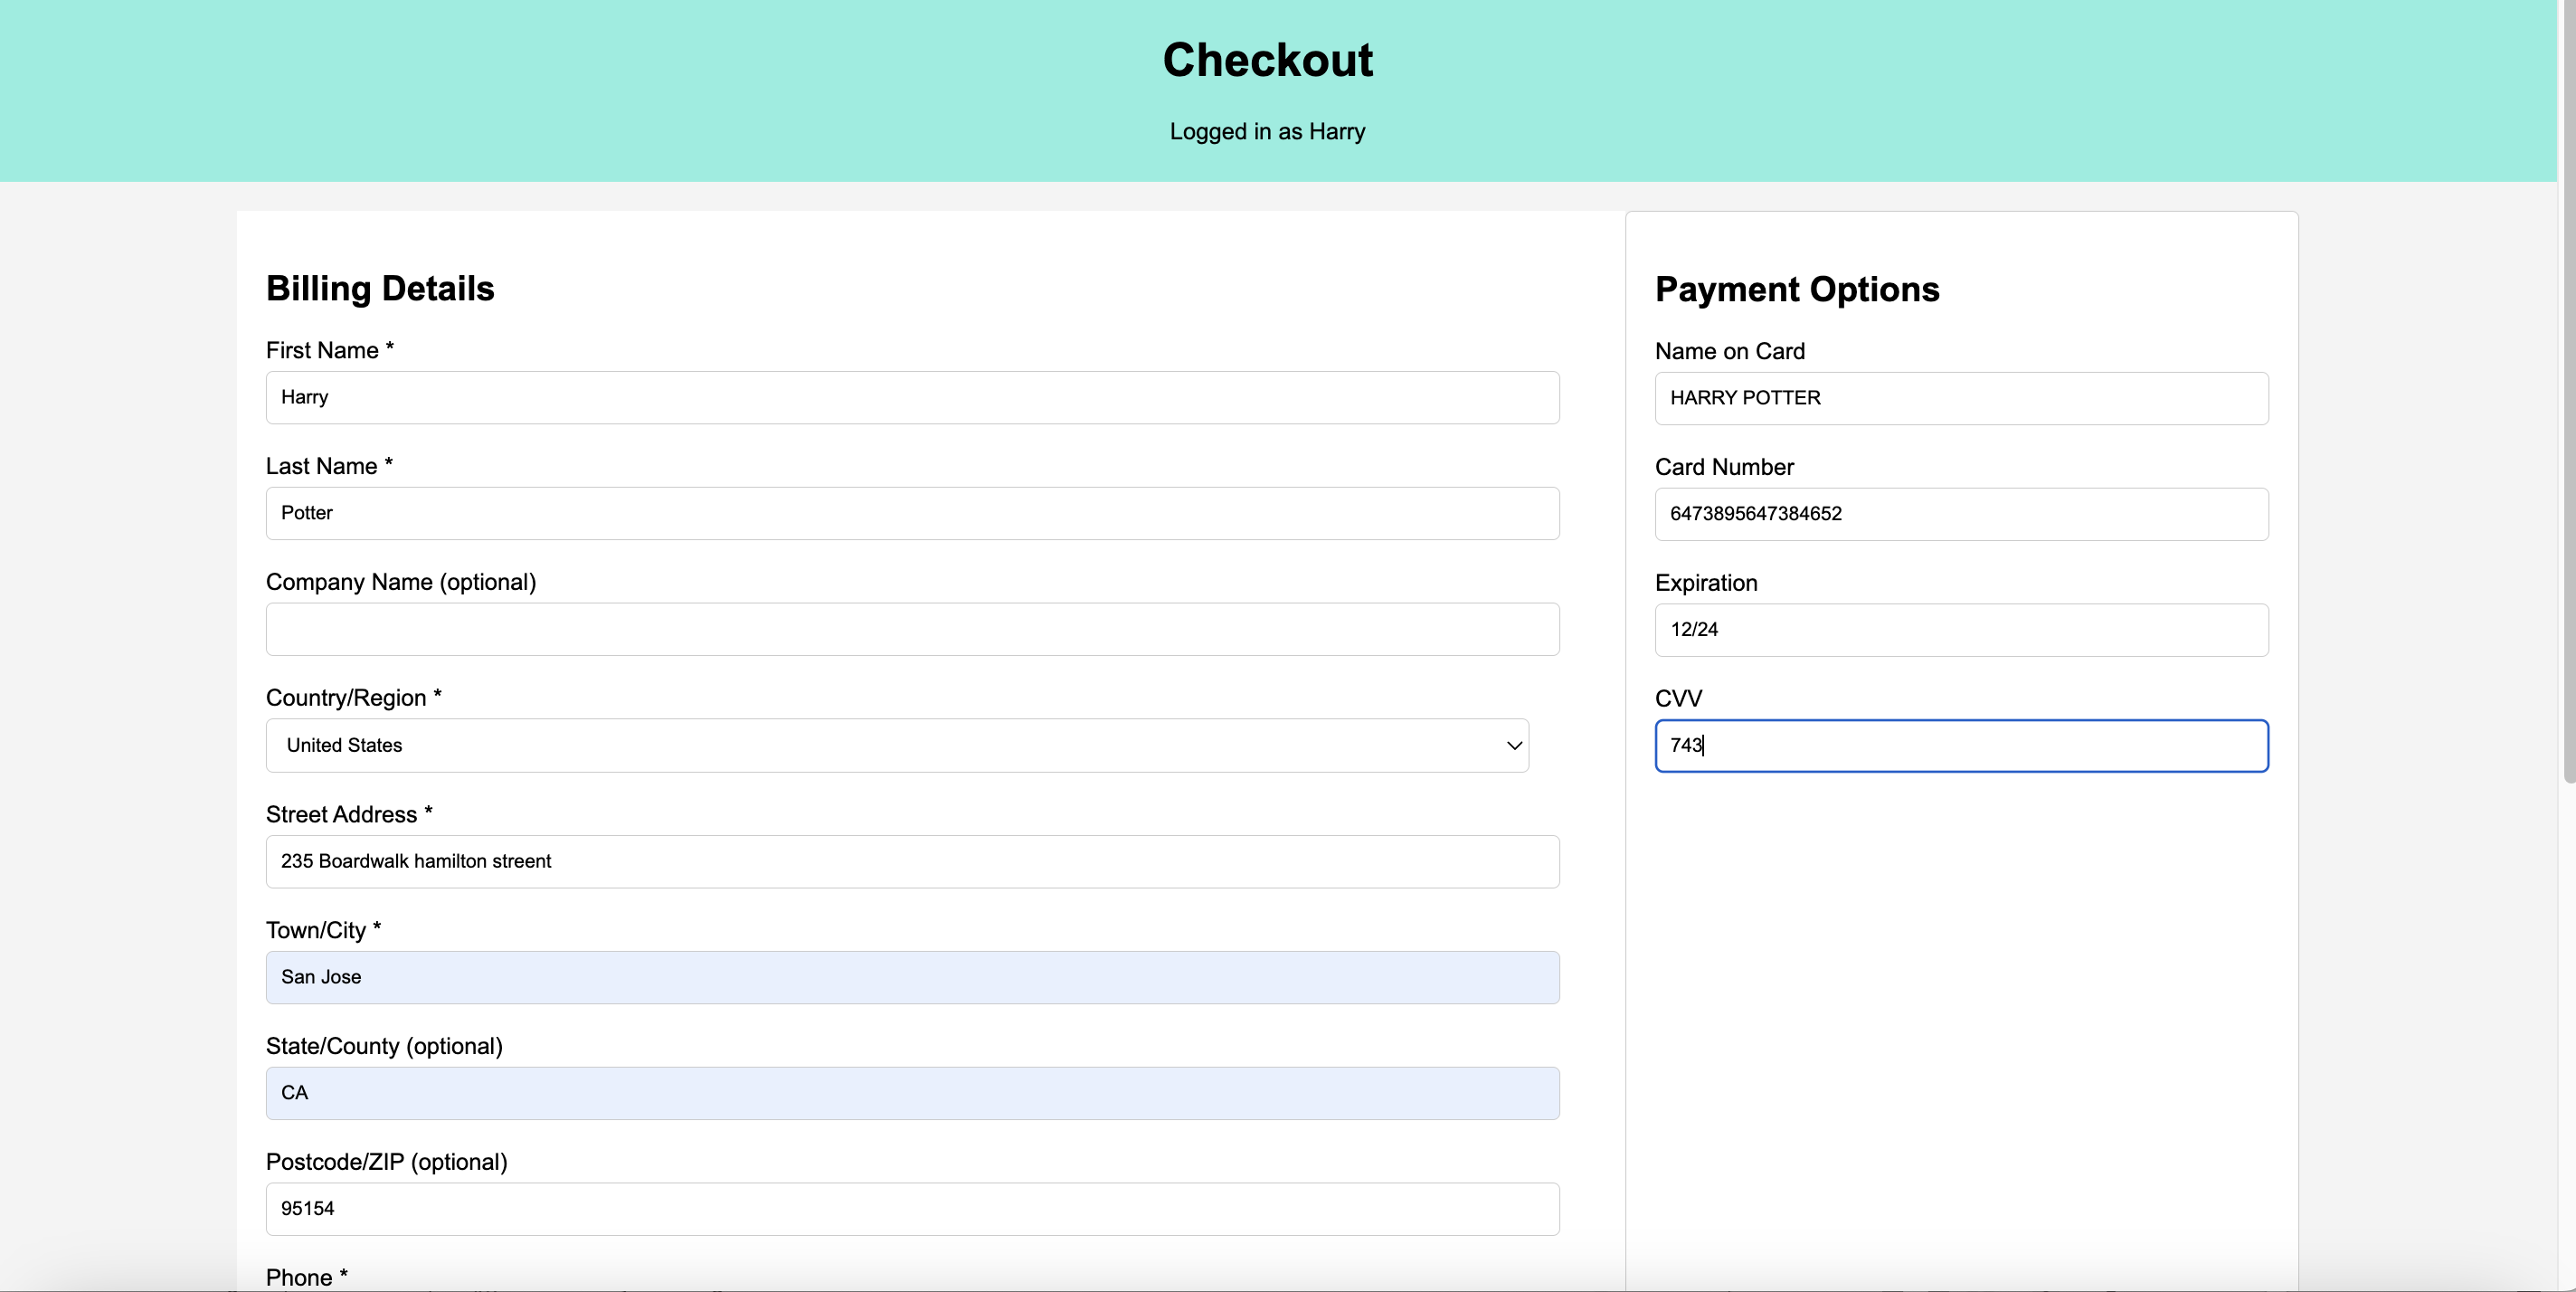 Checkout
Logged in as Harry
Billing Details
First Name *
Harry
Last Name *
Potter
Company Name (optional)
Country/Region *
United States
Street Address *
235 Boardwalk hamilton streent
Town/City *
San Jose
State/County (optional)
CA
Postcode/ZIP (optional)
95154
Phone *
Payment Options
Name on Card
HARRY POTTER
Card Number
6473895647384652
Expiration
12/24
CVV
743